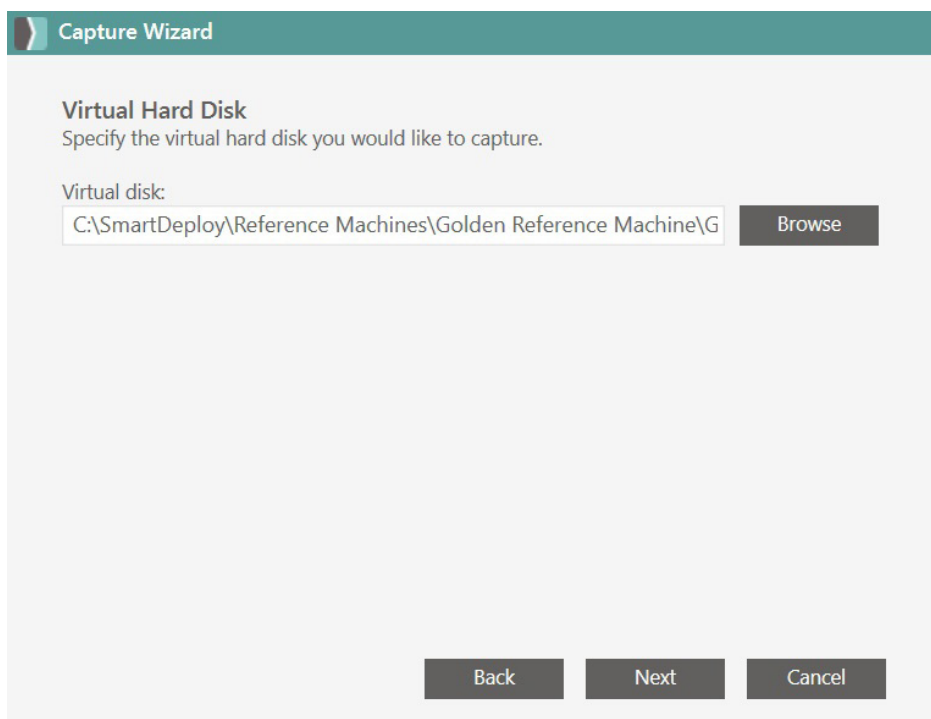 Capture Wizard
Virtual Hard Disk
Specify the virtual hard disk you would like to capture.
Virtual disk:
C:\SmartDeploy\Reference Machines\Golden Reference Machine\G
Browse
Back
Next
Cancel